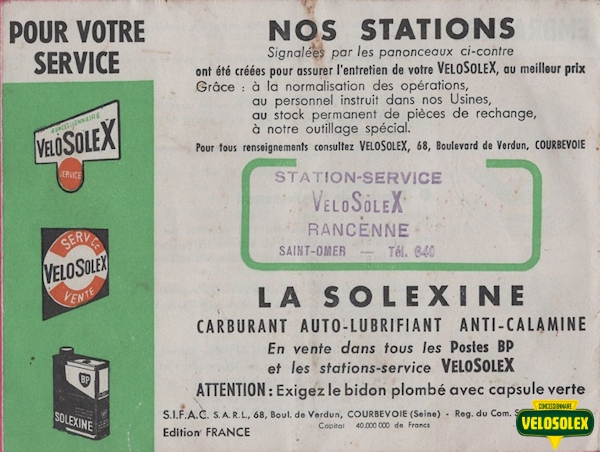 POUR VOTRE
SERVICE
CONCESSIONNAIRE
VELOSOLEX
SERVICE
SERVICE
VELOSOLEX
VENTE
BP
SOLEXINE
NOS STATIONS
Signalées par les panonceaux ci-contre
ont été créées pour assurer l'entretien de votre VELOSOLEX, au meilleur prix
Grâce : à la normalisation des opérations,
au personnel instruit dans nos Usines,
au stock permanent de pièces de rechange,
à notre outillage spécial.
Pour tous renseignements consultez VELOSOLEX, 68, Boulevard de Verdun, COURBEVOIE
STATION-SERVICE
VELOSOLEX
RANCENNE
SAINT-OMER — Tél. 640
LA SOLEXINE
CARBURANT AUTO-LUBRIFIANT ANTI-CALAMINE
En vente dans tous les Postes BP
et les stations-service VELOSOLEX
ATTENTION : Exigez le bidon plombé avec capsule verte
S.I.F.A.C. S.A.R.L., 68, Boul. de Verdun, COURBEVOIE (Seine) - Reg. du Com.
Capital 40.000 000 de Francs
Edition FRANCE
CONCESSIONNAIRE
VELOSOLEX